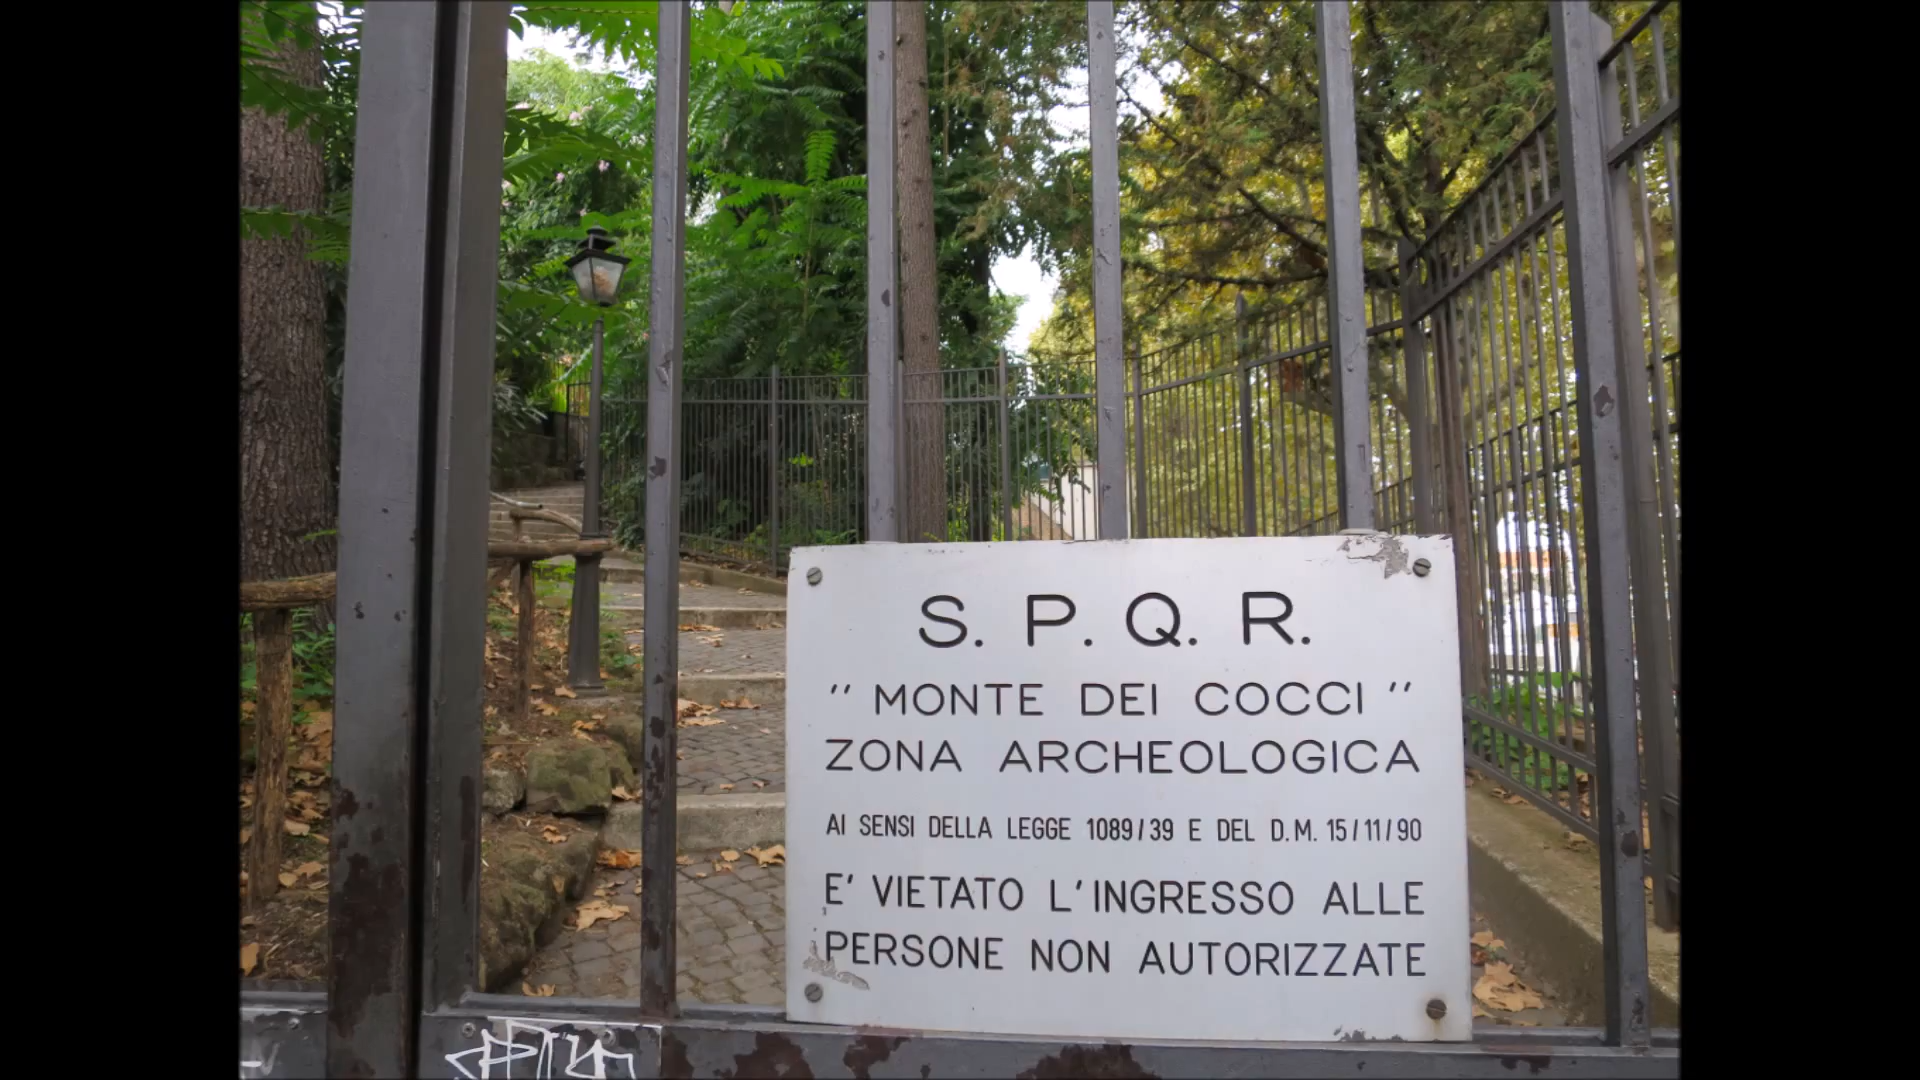 S. P. Q. R.
" MONTE DEI COCCI "
ZONA ARCHEOLOGICA
AI SENSI DELLA LEGGE 1089/39 E DEL D.M. 15/11/90
E' VIETATO L'INGRESSO ALLE
PERSONE NON AUTORIZZATE